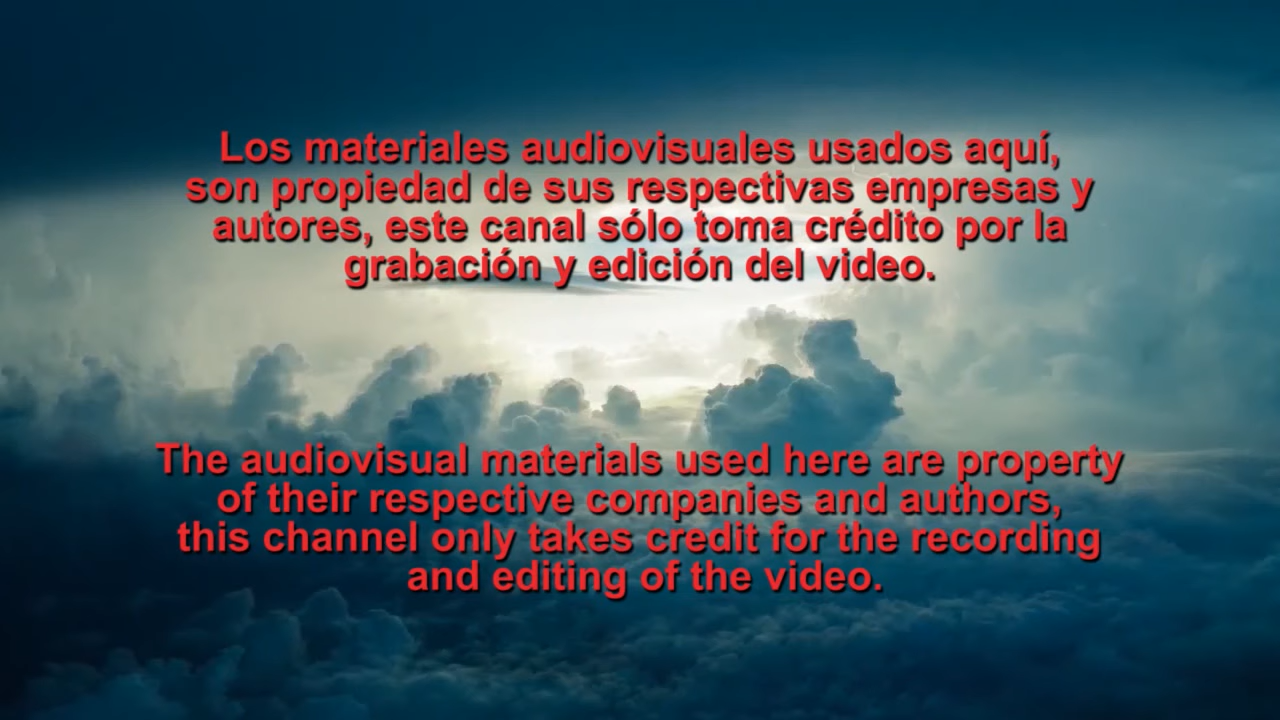 Los materiales audiovisuales usados aquí,
son propiedad de sus respectivas empresas y
autores, este canal sólo toma crédito por la
grabación y edición del video.
The audiovisual materials used here are property
of their respective companies and authors,
this channel only takes credit for the recording
and editing of the video.